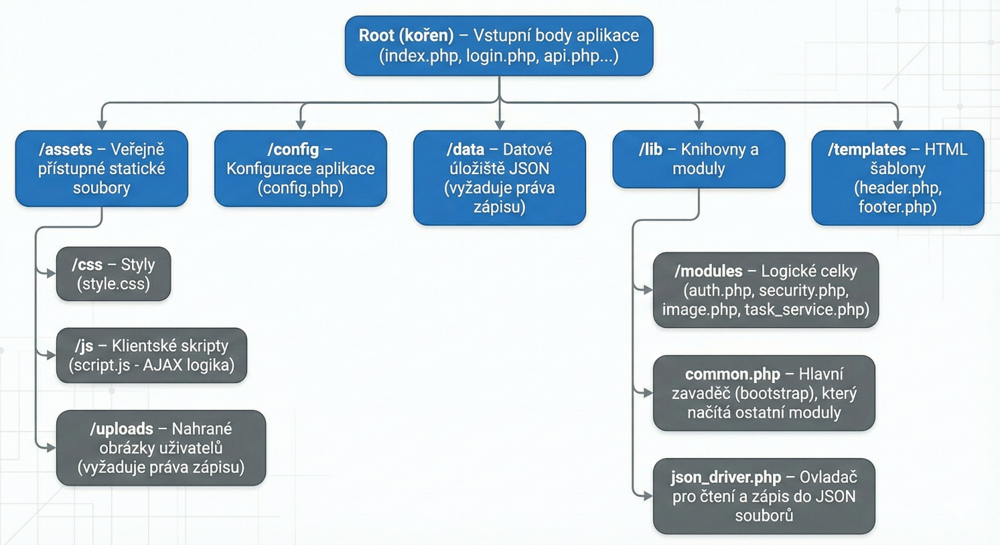 Root (kořen) – Vstupní body aplikace
(index.php, login.php, api.php...)
/assets – Veřejně
přístupné statické
soubory
/config –
Konfigurace aplikace
(config.php)
/data – Datové
úložiště JSON
(vyžaduje práva
zápisu)
/lib – Knihovny a
moduly
/templates – HTML
šablony
(header.php,
footer.php)
/css – Styly
(style.css)
/js – Klientské skripty
(script.js - AJAX logika)
/uploads – Nahrané
obrázky uživatelů
(vyžaduje práva zápisu)
/modules – Logické celky
(auth.php, security.php,
image.php, task_service.php)
common.php – Hlavní
zavaděč (bootstrap), který
načítá ostatní moduly
json_driver.php – Ovladač
pro čtení a zápis do JSON
souborů